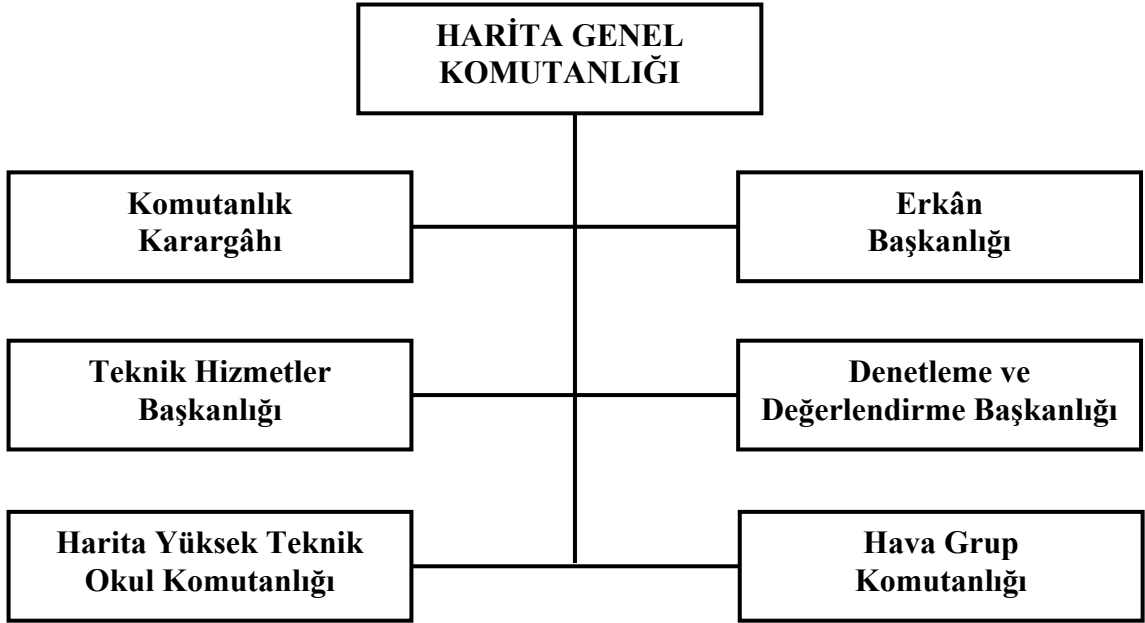 HARİTA GENEL
KOMUTANLIĞI
Komutanlık
Karargâhı
Erkân
Başkanlığı
Teknik Hizmetler
Başkanlığı
Denetleme ve
Değerlendirme Başkanlığı
Harita Yüksek Teknik
Okul Komutanlığı
Hava Grup
Komutanlığı